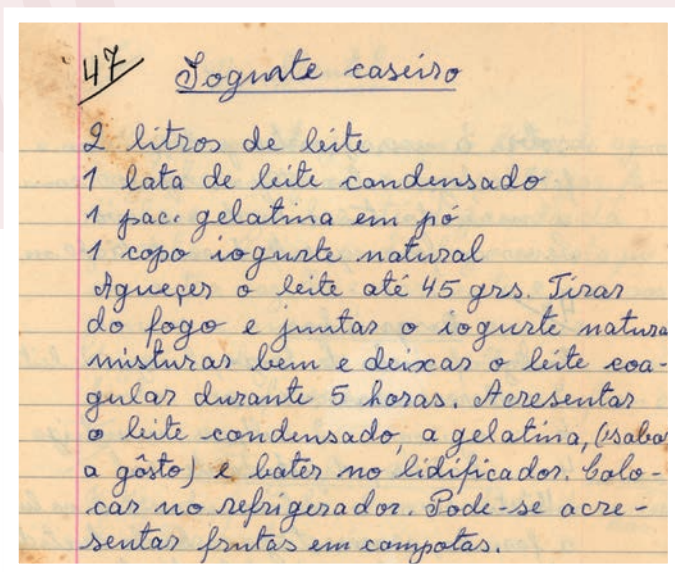 47 Iogurte caseiro
2 litros de leite
1 lata de leite condensado
1 pac. gelatina em pó
1 copo iogurte natural
Agueçer o leite até 45 grs. Tirar
do fogo e juntar o iogurte natura
misturar bem e deixar o leite coa-
gular durante 5 horas. Acresentar
o leite condensado, a gelatina, (sabor
a gôsto) e bater no lidificador. Colo-
car no refrigerador. Pode-se acre-
sentar frutas em compotas.